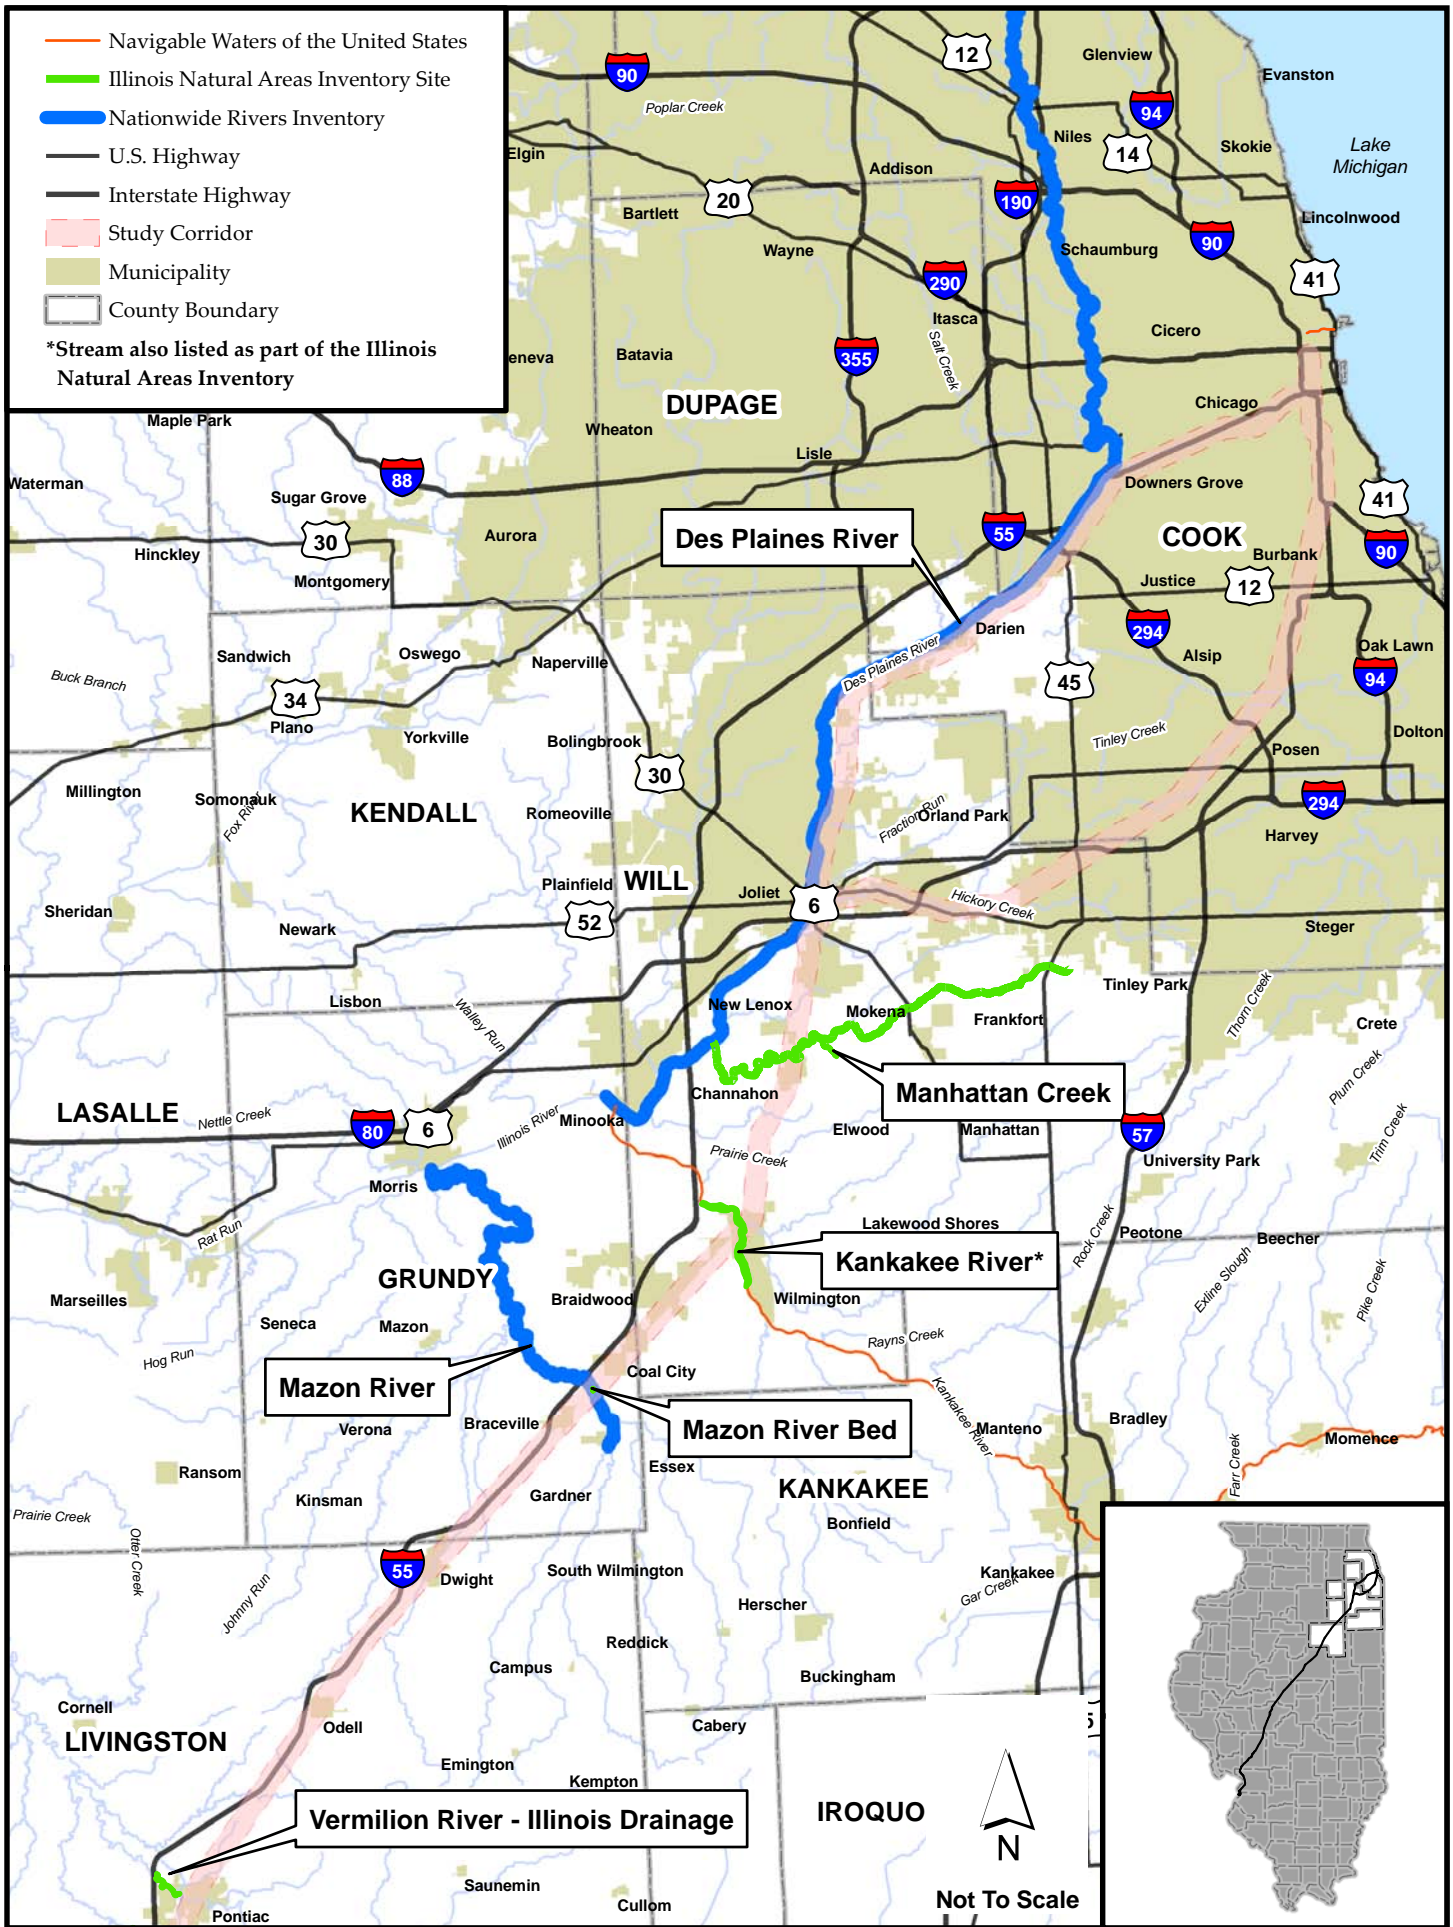 Navigable Waters of the United States
Illinois Natural Areas Inventory Site
Nationwide Rivers Inventory
U.S. Highway
Interstate Highway
Study Corridor
Municipality
County Boundary
*Stream also listed as part of the Illinois
Natural Areas Inventory
12
Glenview
Evanston
90
94
Poplar Creek
Niles
14
Skokie
Lake
Michigan
Elgin
Addison
20
190
Bartlett
Lincolnwood
Wayne
Schaumburg
90
290
41
Itasca
Cicero
eneva
Batavia
355
Salt Creek
DUPAGE
Chicago
Maple Park
Wheaton
Lisle
88
Waterman
Sugar Grove
Downers Grove
41
30
Aurora
Des Plaines River
55
COOK
90
Hinckley
Burbank
Montgomery
Justice
12
Darien
294
Oak Lawn
Sandwich
Oswego
Naperville
Des Plaines River
Alsip
Buck Branch
34
45
94
Plano
Yorkville
Bolingbrook
Tinley Creek
Dolton
30
Posen
Millington
Somonauk
Fox River
KENDALL
Romeoville
Fraction Run
Orland Park
294
Harvey
Plainfield
WILL
Joliet
6
Sheridan
52
Hickory Creek
Newark
Steger
Lisbon
Walley Run
New Lenox
Mokena
Frankfort
Tinley Park
Thorn Creek
Crete
Channahon
Manhattan Creek
Plum Creek
LASALLE
Nettle Creek
80
6
Illinois River
Minooka
Elwood
Manhattan
57
Trim Creek
Prairie Creek
University Park
Morris
Rat Run
Lakewood Shores
Rock Creek
Peotone
Beecher
Kankakee River*
GRUNDY
Exline Slough
Pike Creek
Marseilles
Braidwood
Wilmington
Seneca
Mazon
Rayns Creek
Hog Run
Mazon River
Coal City
Kankakee River
Verona
Braceville
Mazon River Bed
Manteno
Bradley
Momence
Ransom
Essex
Farr Creek
Kinsman
Gardner
KANKAKEE
Prairie Creek
Otter Creek
Bonfield
55
Dwight
South Wilmington
Kankakee
Johnny Run
Herscher
Gar Creek
Reddick
Campus
Buckingham
Cornell
Odell
Cabery
LIVINGSTON
Emington
Kempton
Vermilion River - Illinois Drainage
IROQUO
N
Saunemin
Cullom
Not To Scale
Pontiac